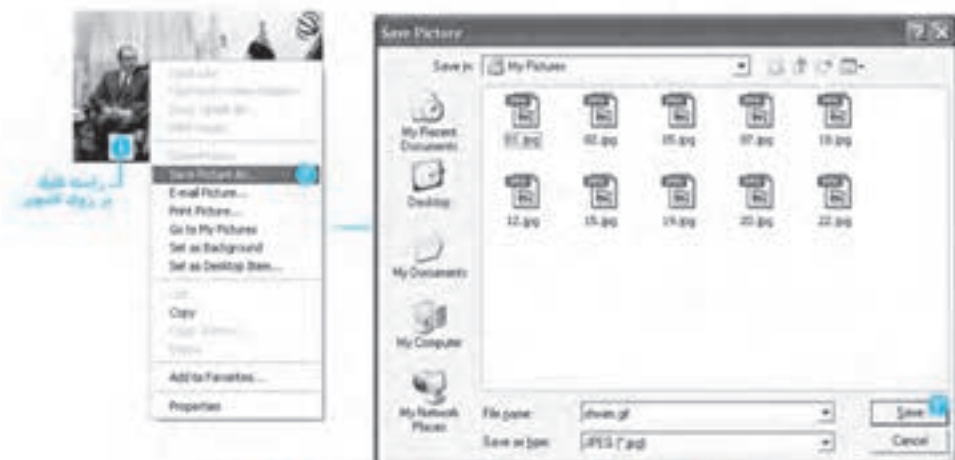 راست کلیک
بر روی تصویر
Save Picture As...
E-mail Picture...
Print Picture...
Go to My Pictures
Set as Background
Set as Desktop Item...
Copy
Add to Favorites...
Properties
Save Picture
Save in:
My Pictures
My Recent
Documents
Desktop
My Documents
My Computer
My Network
Places
01.jpg
02.jpg
05.jpg
07.jpg
10.jpg
12.jpg
15.jpg
19.jpg
20.jpg
22.jpg
File name:
Save
Save as type:
JPEG (*.jpg)
Cancel